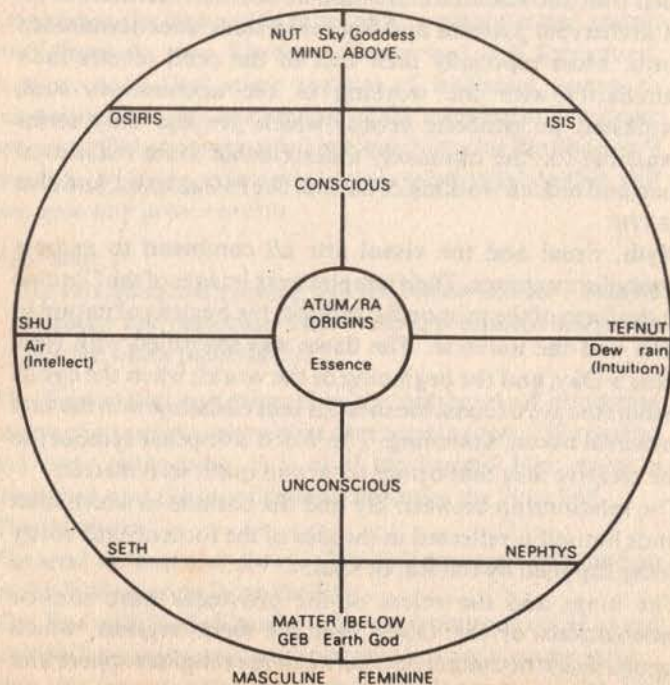 NUT Sky Goddess
MIND. ABOVE.
OSIRIS ISIS
CONSCIOUS
ATUM/RA
ORIGINS
SHU TEFNUT
Air Dew rain
(Intellect) Essence (Intuition)
UNCONSCIOUS
SETH NEPHTYS
MATTER BELOW
GEB Earth God
MASCULINE FEMININE